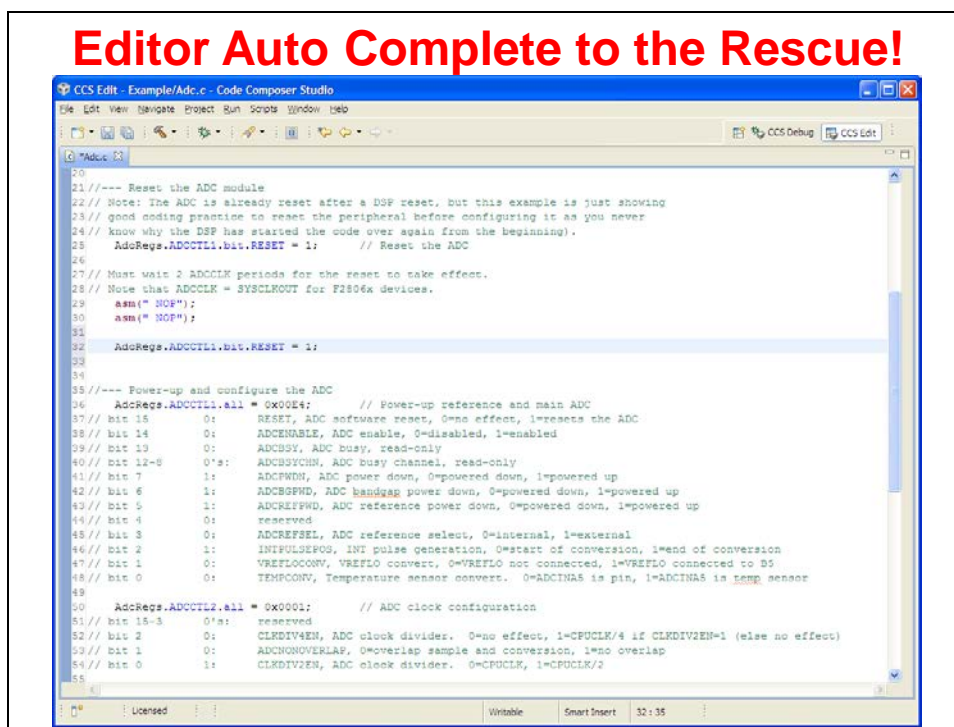 Editor Auto Complete to the Rescue!
CCS Edit - Example/Adc.c - Code Composer Studio
File Edit View Navigate Project Run Scripts Window Help
CCS Debug CCS Edit
*Adc.c
20
21 //--- Reset the ADC module
22 // Note: The ADC is already reset after a DSP reset, but this example is just showing
23 // good coding practice to reset the peripheral before configuring it as you never
24 // know why the DSP has started the code over again from the beginning).
25 AdcRegs.ADCCTL1.bit.RESET = 1; // Reset the ADC
26
27 // Must wait 2 ADCCLK periods for the reset to take effect.
28 // Note that ADCCLK = SYSCLKOUT for F2806x devices.
29 asm(" NOP");
30 asm(" NOP");
31
32 AdcRegs.ADCCTL1.bit.RESET = 1;
33
34
35 //--- Power-up and configure the ADC
36 AdcRegs.ADCCTL1.all = 0x00E4; // Power-up reference and main ADC
37 // bit 15 0: RESET, ADC software reset, 0=no effect, 1=resets the ADC
38 // bit 14 0: ADCENABLE, ADC enable, 0=disabled, 1=enabled
39 // bit 13 0: ADCBSY, ADC busy, read-only
40 // bit 12-8 0's: ADCBSYCHN, ADC busy channel, read-only
41 // bit 7 1: ADCPWDN, ADC power down, 0=powered down, 1=powered up
42 // bit 6 1: ADCBGPWD, ADC bandgap power down, 0=powered down, 1=powered up
43 // bit 5 1: ADCREFPWD, ADC reference power down, 0=powered down, 1=powered up
44 // bit 4 0: reserved
45 // bit 3 0: ADCREFSEL, ADC reference select, 0=internal, 1=external
46 // bit 2 1: INTPULSEPOS, INT pulse generation, 0=start of conversion, 1=end of conversion
47 // bit 1 0: VREFLOCONV, VREFLO convert, 0=VREFLO not connected, 1=VREFLO connected to B5
48 // bit 0 0: TEMPCONV, Temperature sensor convert. 0=ADCINA5 is pin, 1=ADCINA5 is temp sensor
49
50 AdcRegs.ADCCTL2.all = 0x0001; // ADC clock configuration
51 // bit 15-3 0's: reserved
52 // bit 2 0: CLKDIV4EN, ADC clock divider. 0=no effect, 1=CPUCLK/4 if CLKDIV2EN=1 (else no effect)
53 // bit 1 0: ADCNONOVERLAP, 0=overlap sample and conversion, 1=no overlap
54 // bit 0 1: CLKDIV2EN, ADC clock divider. 0=CPUCLK, 1=CPUCLK/2
55
Licensed Writable Smart Insert 32 : 35